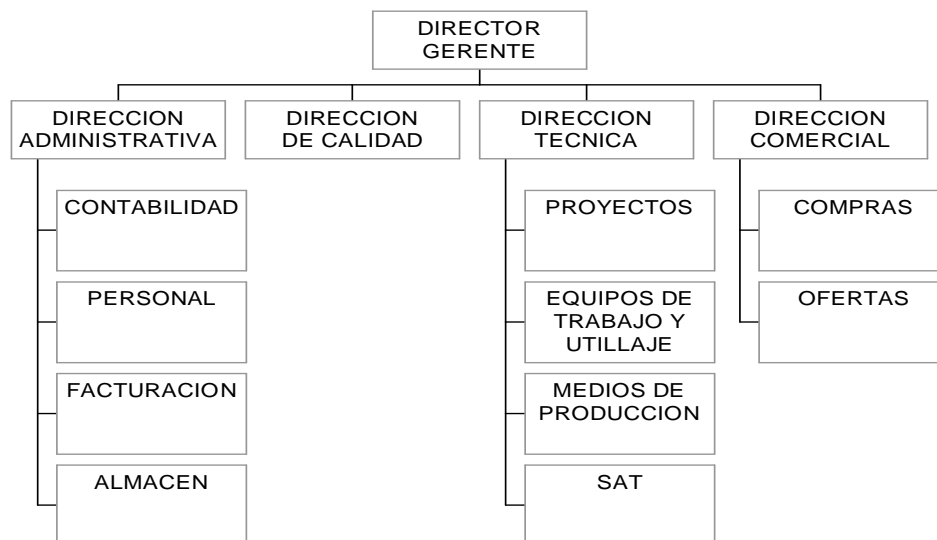 DIRECTOR
GERENTE
DIRECCION
ADMINISTRATIVA
DIRECCION
DE CALIDAD
DIRECCION
TECNICA
DIRECCION
COMERCIAL
CONTABILIDAD
PERSONAL
FACTURACION
ALMACEN
PROYECTOS
EQUIPOS DE
TRABAJO Y
UTILLAJE
MEDIOS DE
PRODUCCION
SAT
COMPRAS
OFERTAS